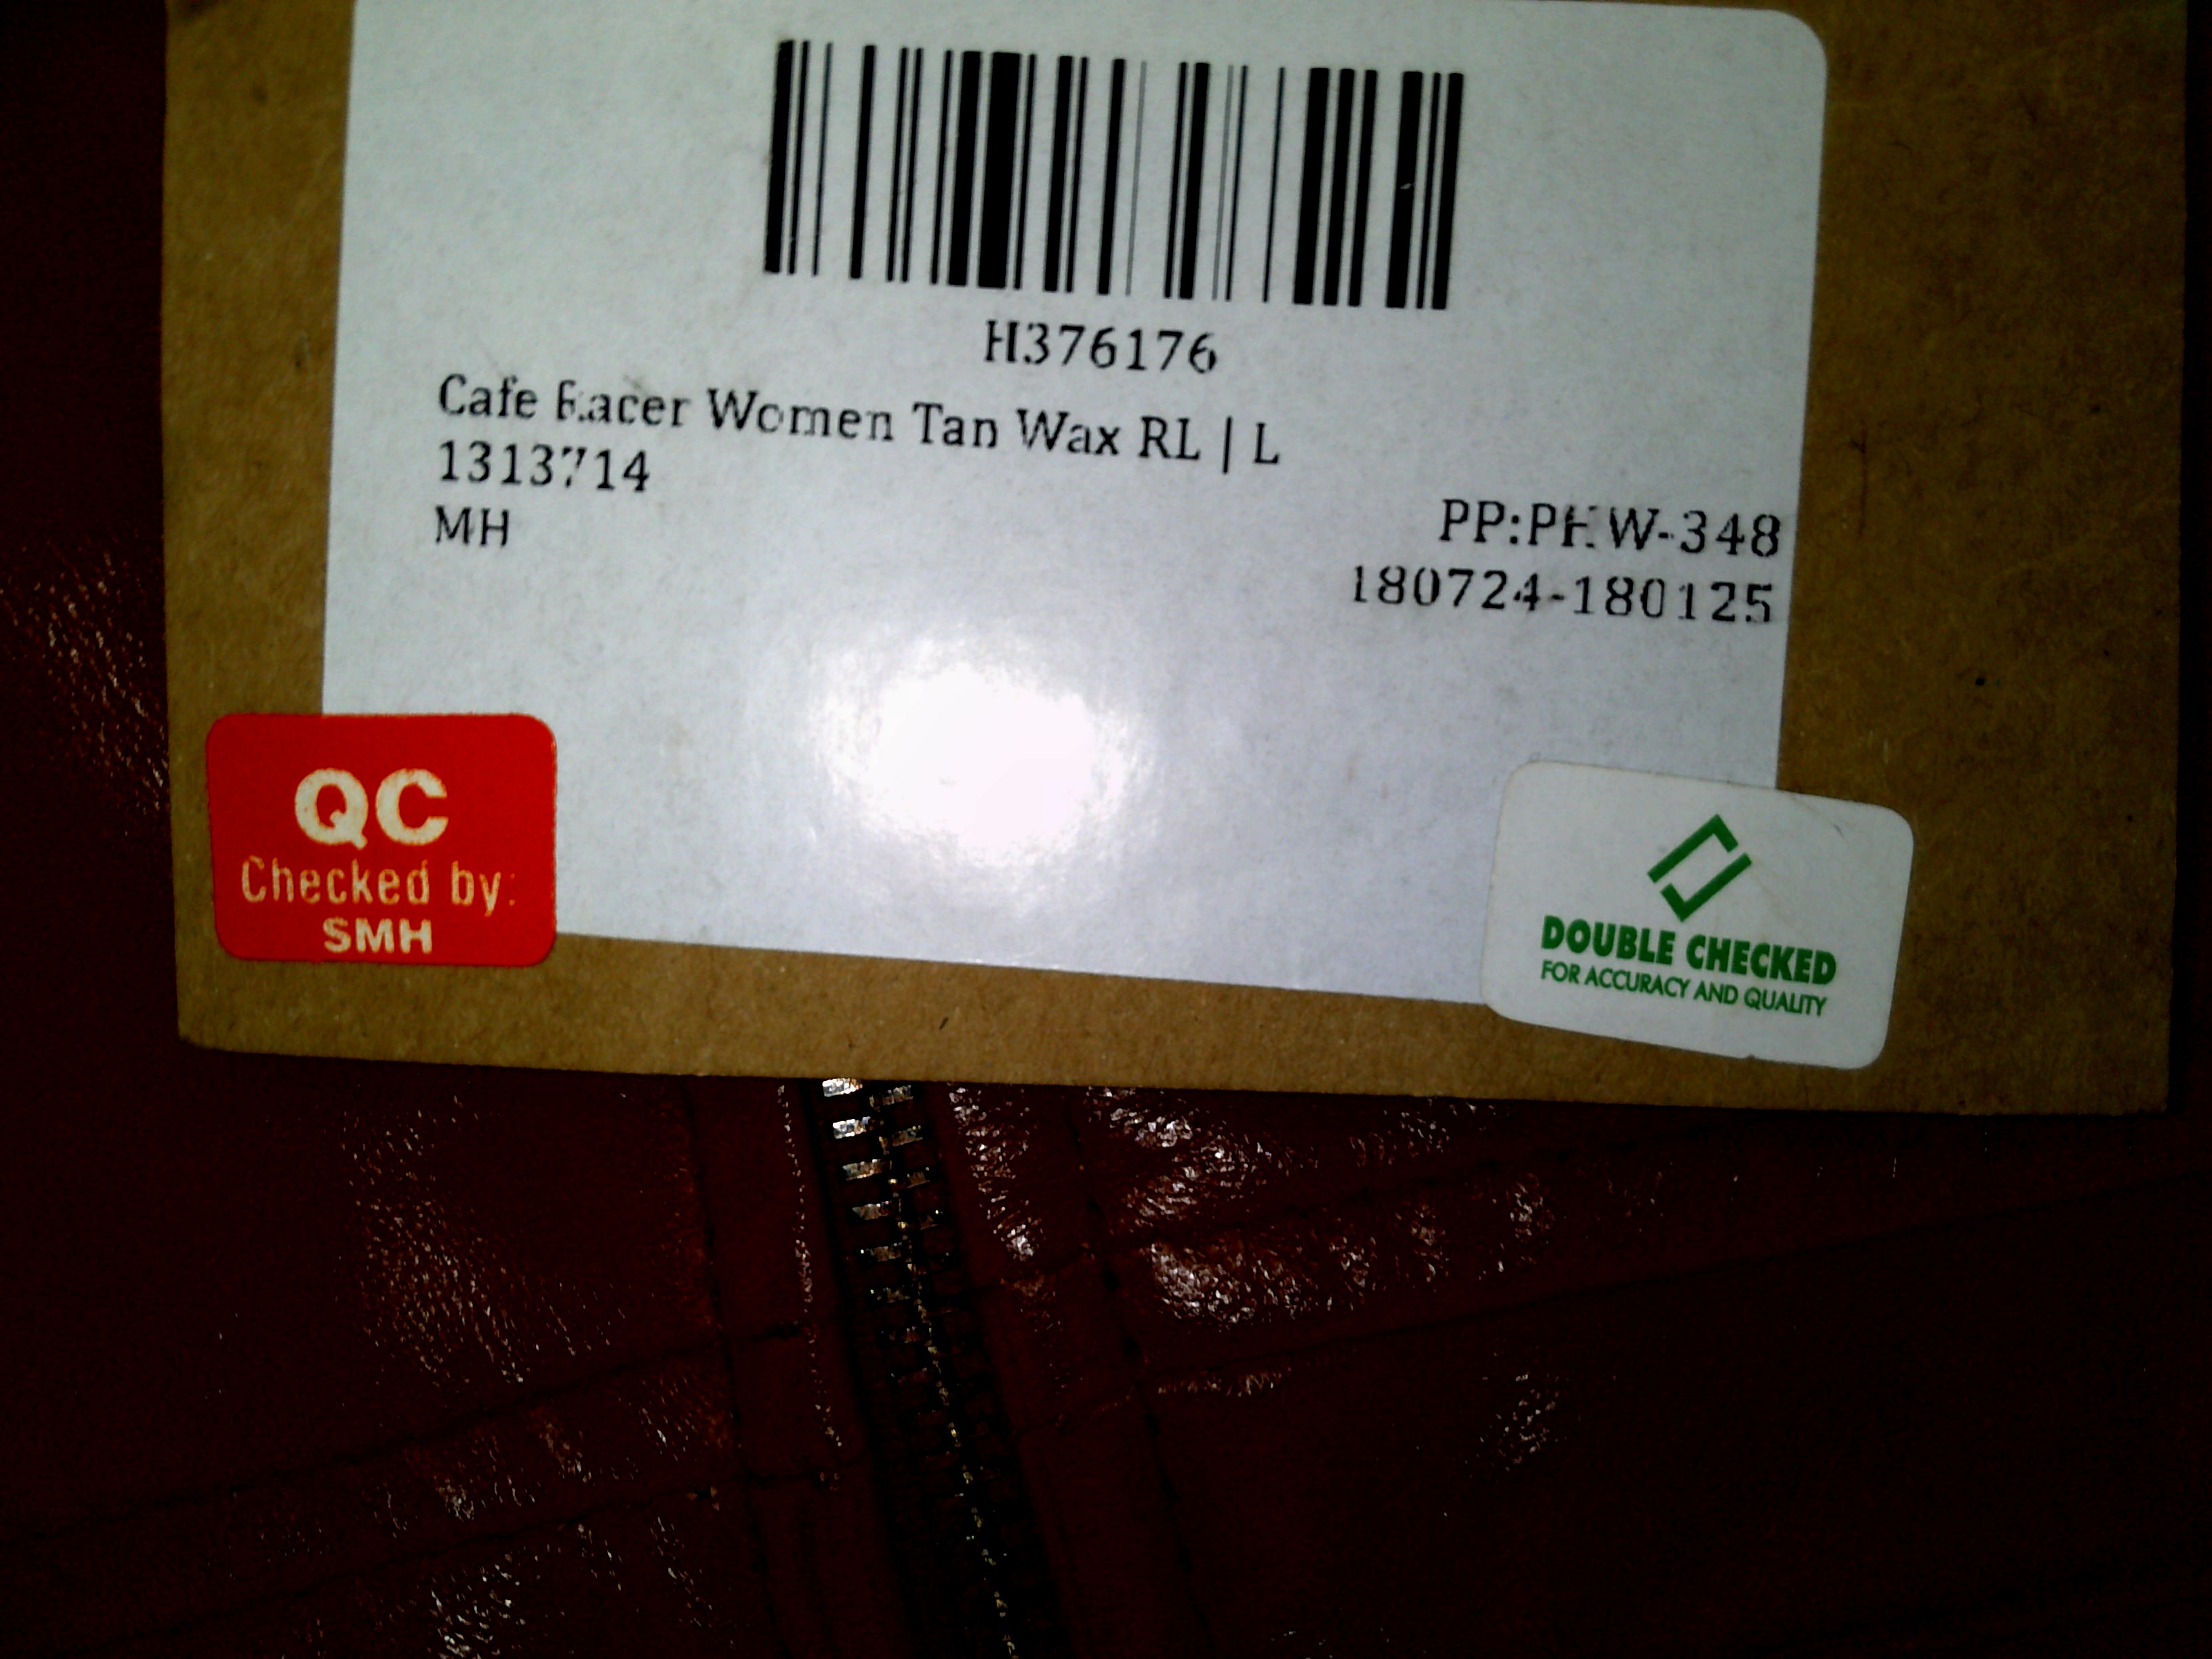 H376176
Cafe Racer Women Tan Wax RL | L
1313714
MH
PP:PHW-348
180724-180125
QC
Checked by:
SMH
DOUBLE CHECKED
FOR ACCURACY AND QUALITY